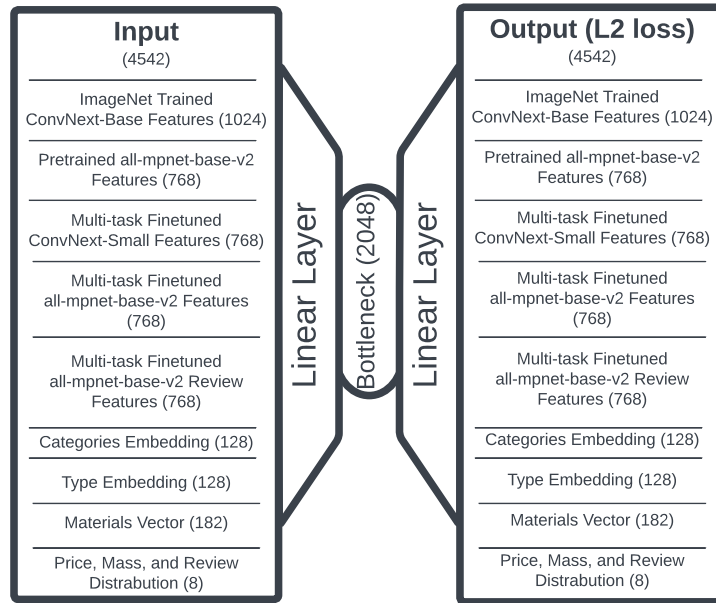 Input
(4542)
ImageNet Trained
ConvNext-Base Features (1024)
Pretrained all-mpnet-base-v2
Features (768)
Multi-task Finetuned
ConvNext-Small Features (768)
Multi-task Finetuned
all-mpnet-base-v2 Features
(768)
Multi-task Finetuned
all-mpnet-base-v2 Review
Features (768)
Categories Embedding (128)
Type Embedding (128)
Materials Vector (182)
Price, Mass, and Review
Distrabution (8)
Linear Layer
Bottleneck (2048)
Linear Layer
Output (L2 loss)
(4542)
ImageNet Trained
ConvNext-Base Features (1024)
Pretrained all-mpnet-base-v2
Features (768)
Multi-task Finetuned
ConvNext-Small Features (768)
Multi-task Finetuned
all-mpnet-base-v2 Features
(768)
Multi-task Finetuned
all-mpnet-base-v2 Review
Features (768)
Categories Embedding (128)
Type Embedding (128)
Materials Vector (182)
Price, Mass, and Review
Distrabution (8)